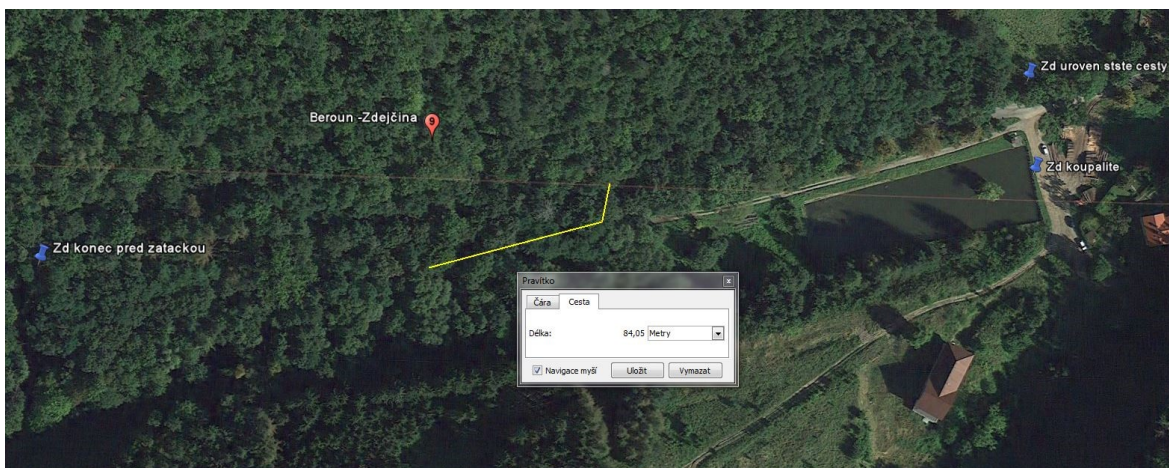 Zd uroven stste cesty
Beroun -Zdejčina
9
Zd koupalite
Zd konec pred zatackou
Pravítko
x
Čára
Cesta
Délka:
84,05
Metry
Navigace myší
Uložit
Vymazat